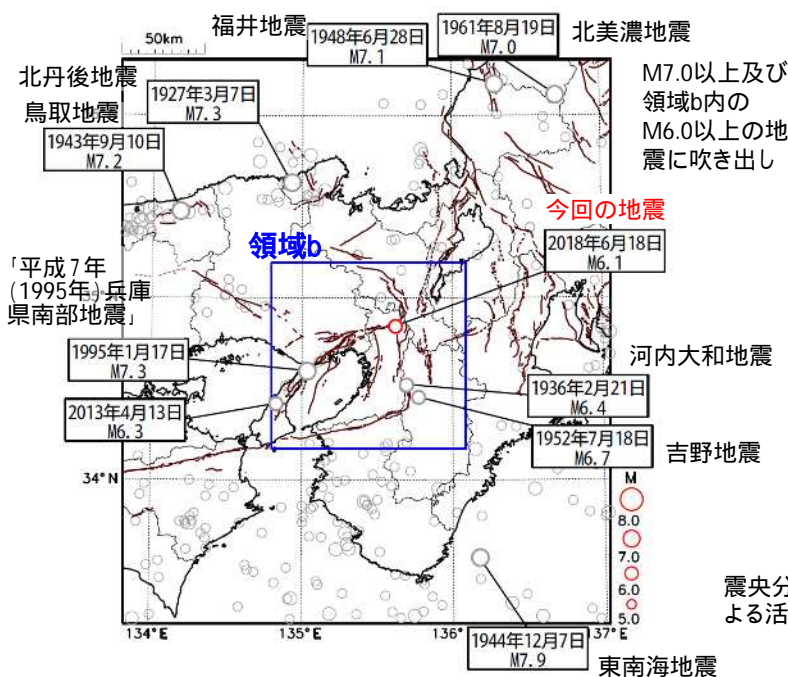 50km
福井地震
1948年6月28日
M7.1
1961年8月19日
M7.0
北美濃地震
北丹後地震
1927年3月7日
M7.3
鳥取地震
1943年9月10日
M7.2
M7.0以上及び
領域b内の
M6.0以上の地
震に吹き出し
今回の地震
2018年6月18日
M6.1
領域b
「平成7年
(1995年)兵庫
県南部地震」
35°
1995年1月17日
M7.3
2013年4月13日
M6.3
河内大和地震
1936年2月21日
M6.4
1952年7月18日
M6.7
吉野地震
34°N
M
8.0
7.0
6.0
5.0
震央分
よる活
134°E
135°E
136°E
137°E
1944年12月7日
M7.9
東南海地震